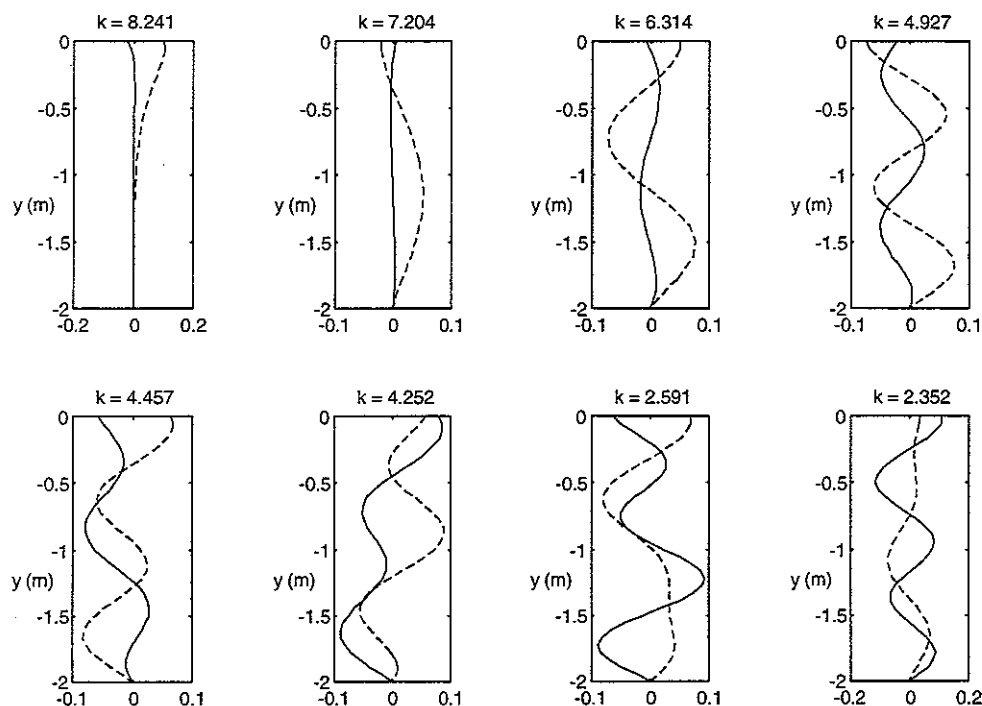 k = 8.241
k = 7.204
k = 6.314
k = 4.927
0
0
0
0
-0.5
-0.5
-0.5
-0.5
-1
-1
-1
-1
y (m)
y (m)
y (m)
y (m)
-1.5
-1.5
-1.5
-1.5
-2
-2
-2
-2
-0.2 0 0.2
-0.1 0 0.1
-0.1 0 0.1
-0.1 0 0.1
k = 4.457
k = 4.252
k = 2.591
k = 2.352
0
0
0
0
-0.5
-0.5
-0.5
-0.5
-1
-1
-1
-1
y (m)
y (m)
y (m)
y (m)
-1.5
-1.5
-1.5
-1.5
-2
-2
-2
-2
-0.1 0 0.1
-0.1 0 0.1
-0.1 0 0.1
-0.2 0 0.2